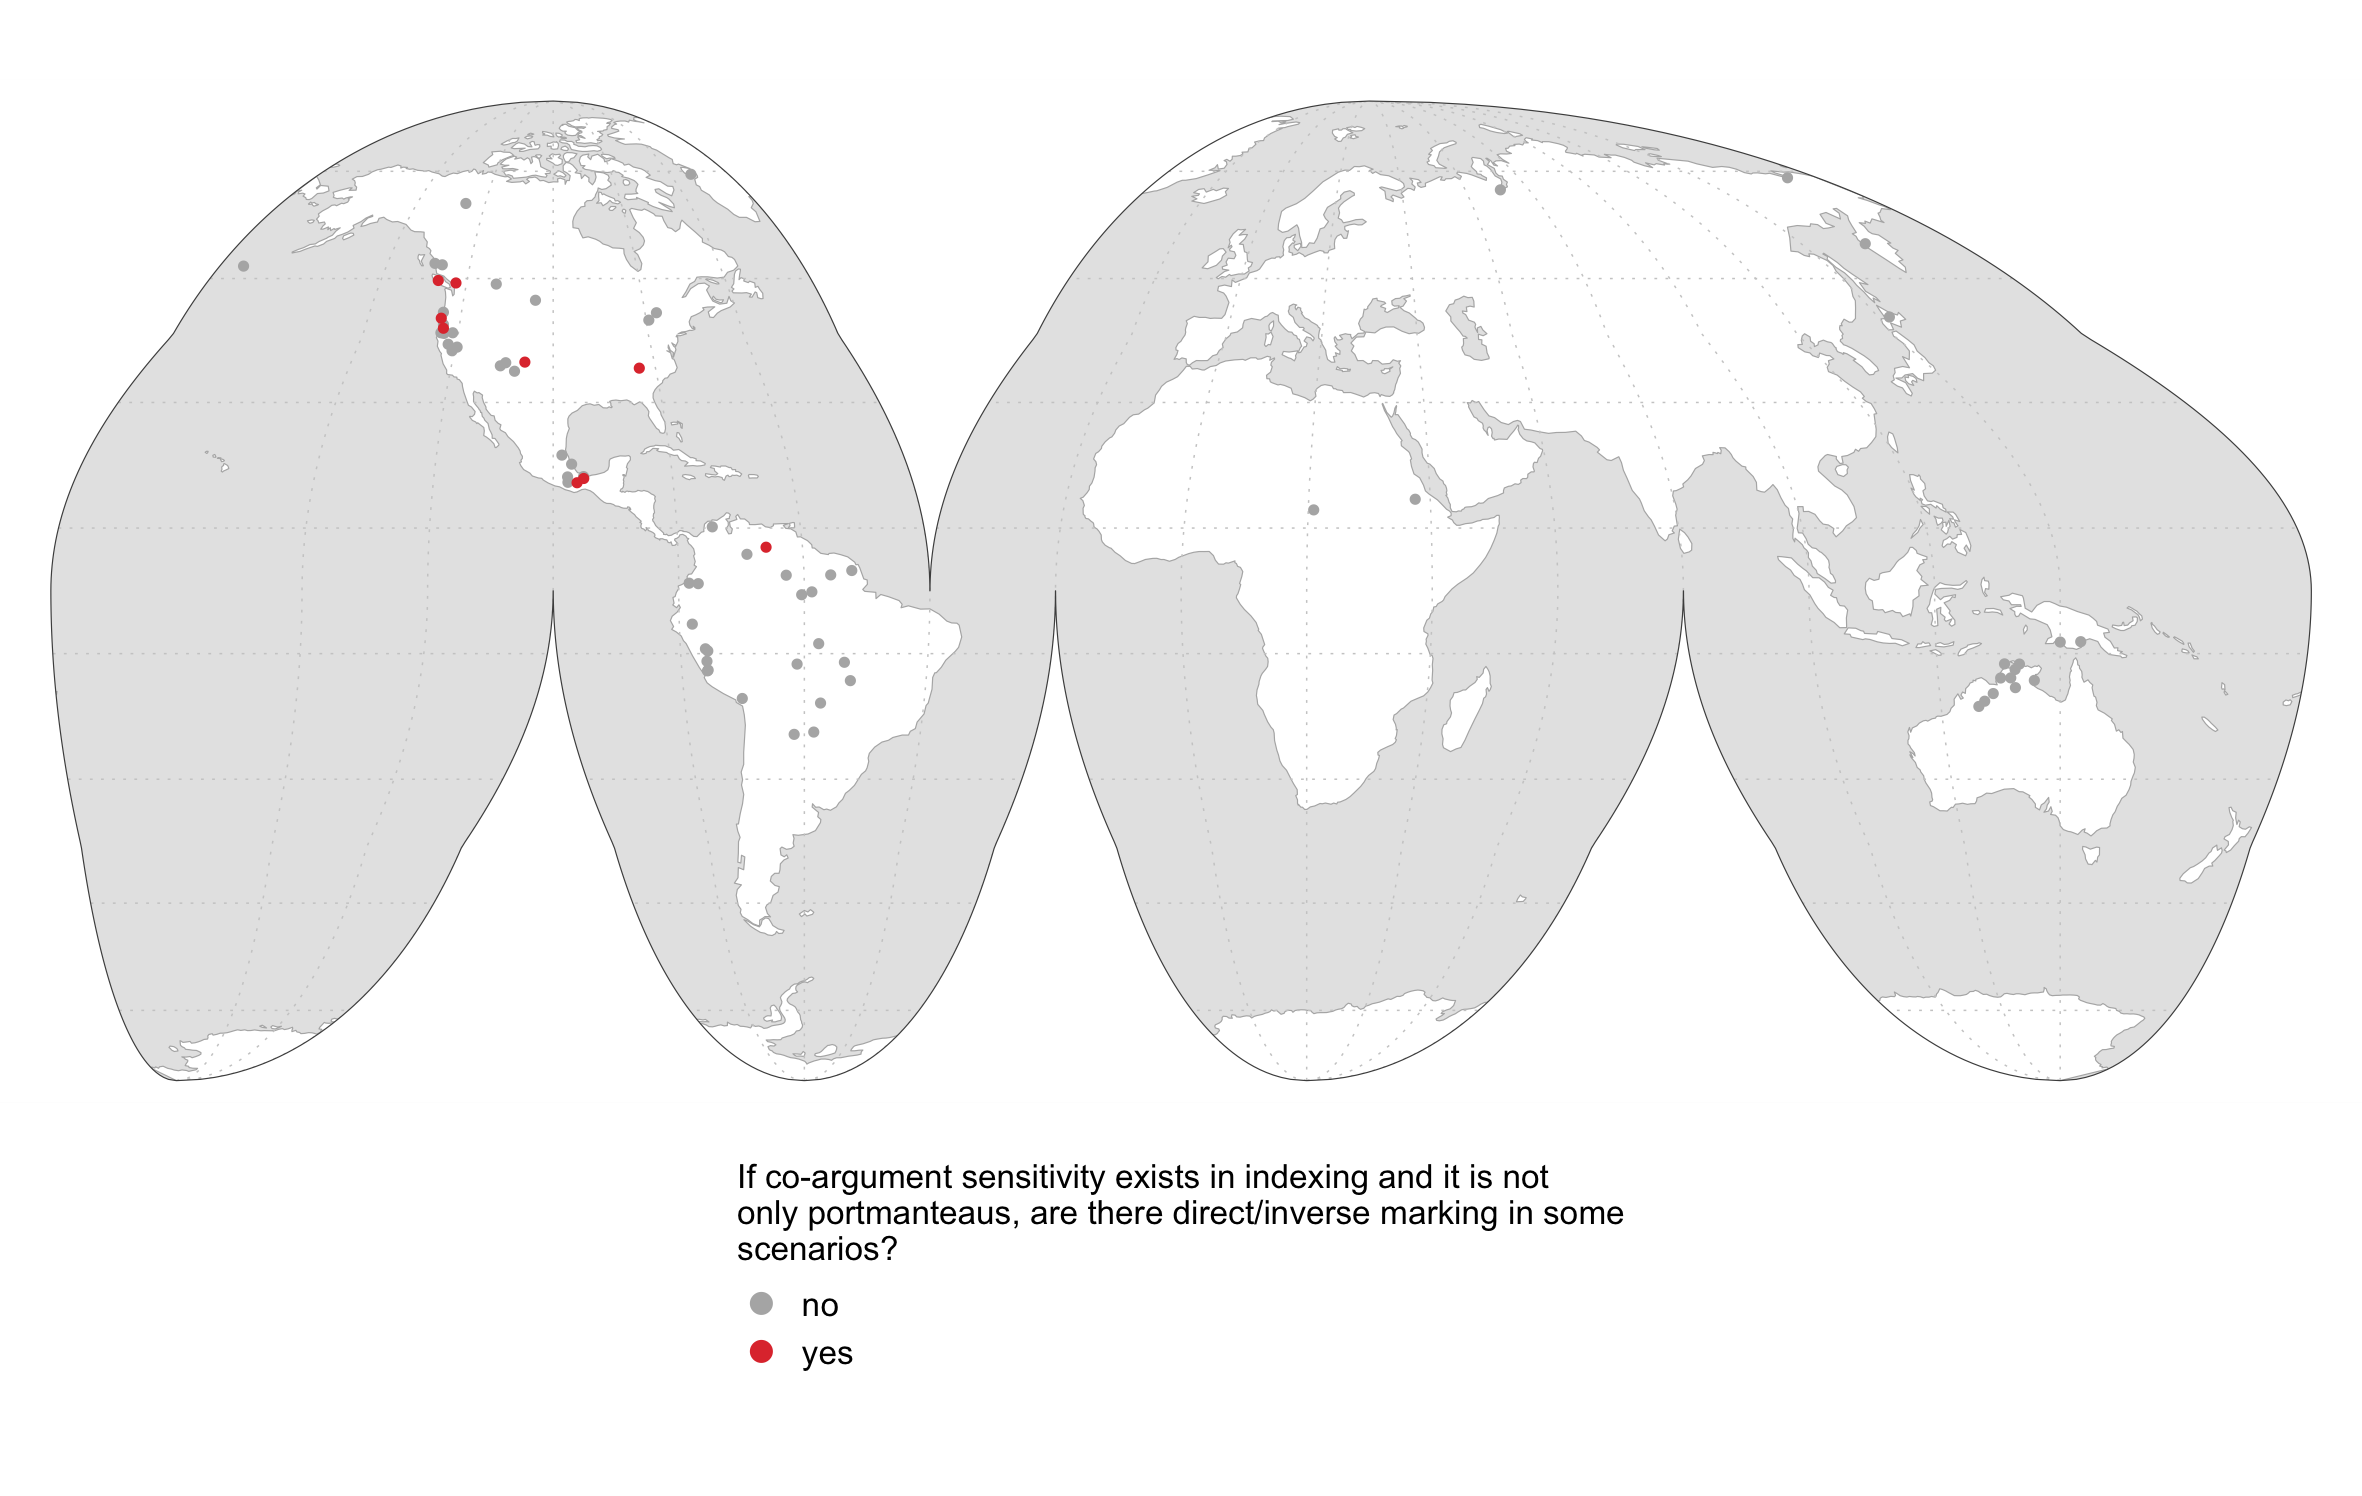 If co-argument sensitivity exists in indexing and it is not
only portmanteaus, are there direct/inverse marking in some
scenarios?
no
yes